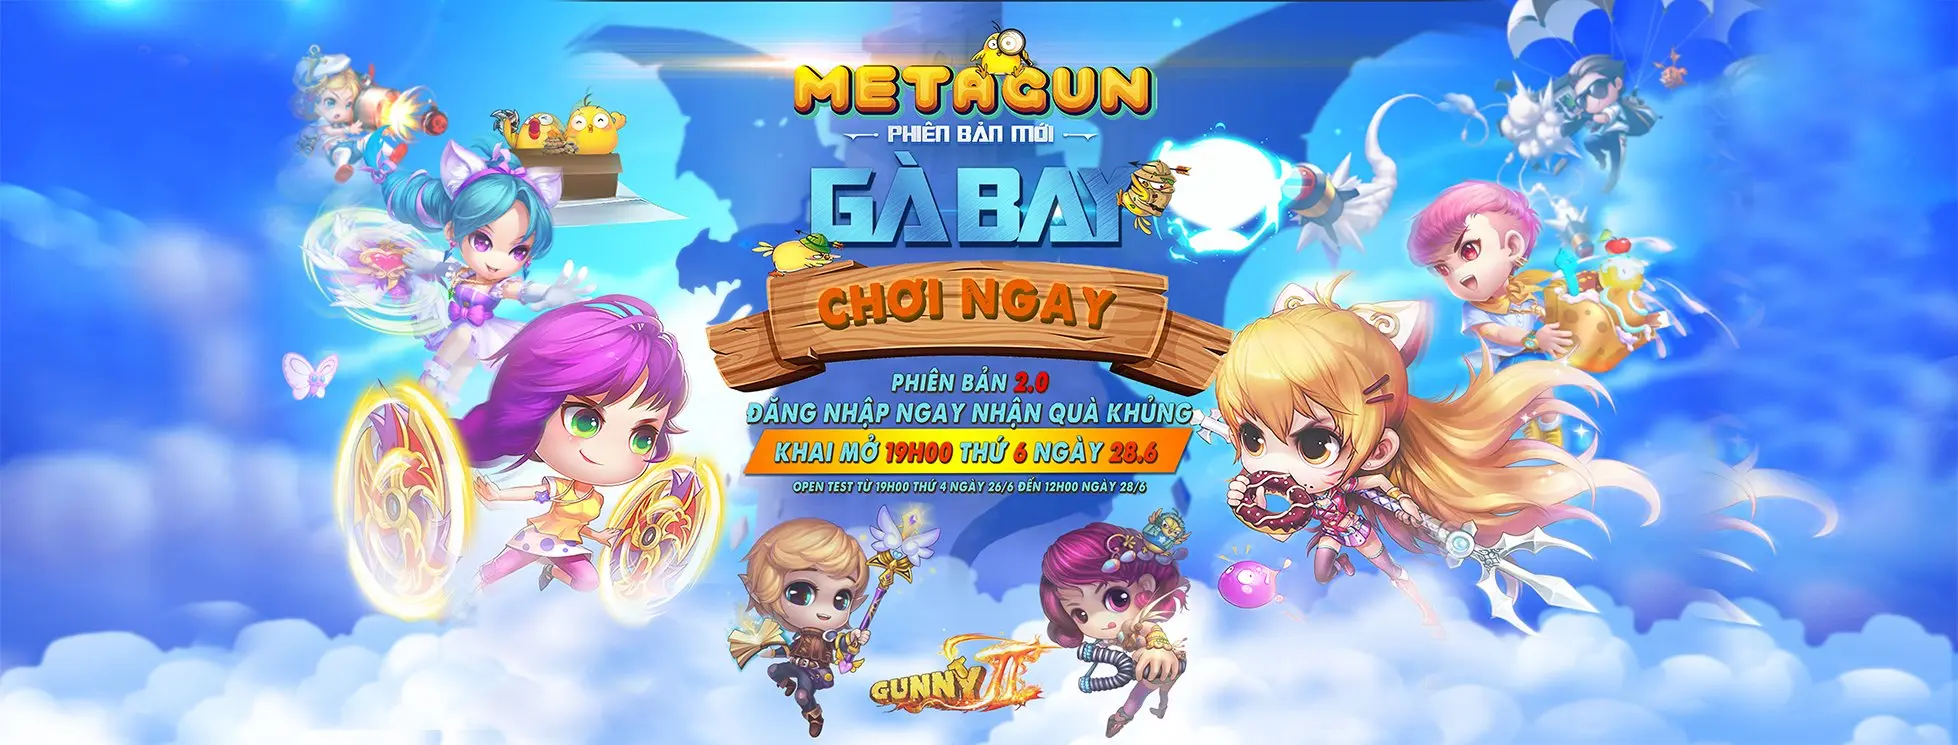 METAGUN
PHIÊN BẢN MỚI
GÀ BAY
CHƠI NGAY
PHIÊN BẢN 2.0
ĐĂNG NHẬP NGAY NHẬN QUÀ KHỦNG
KHAI MỞ 19H00 THỨ 6 NGÀY 28.6
OPEN TEST TỪ 19H00 THỨ 4 NGÀY 26/6 ĐẾN 12H00 NGÀY 28/6
GUNNY II